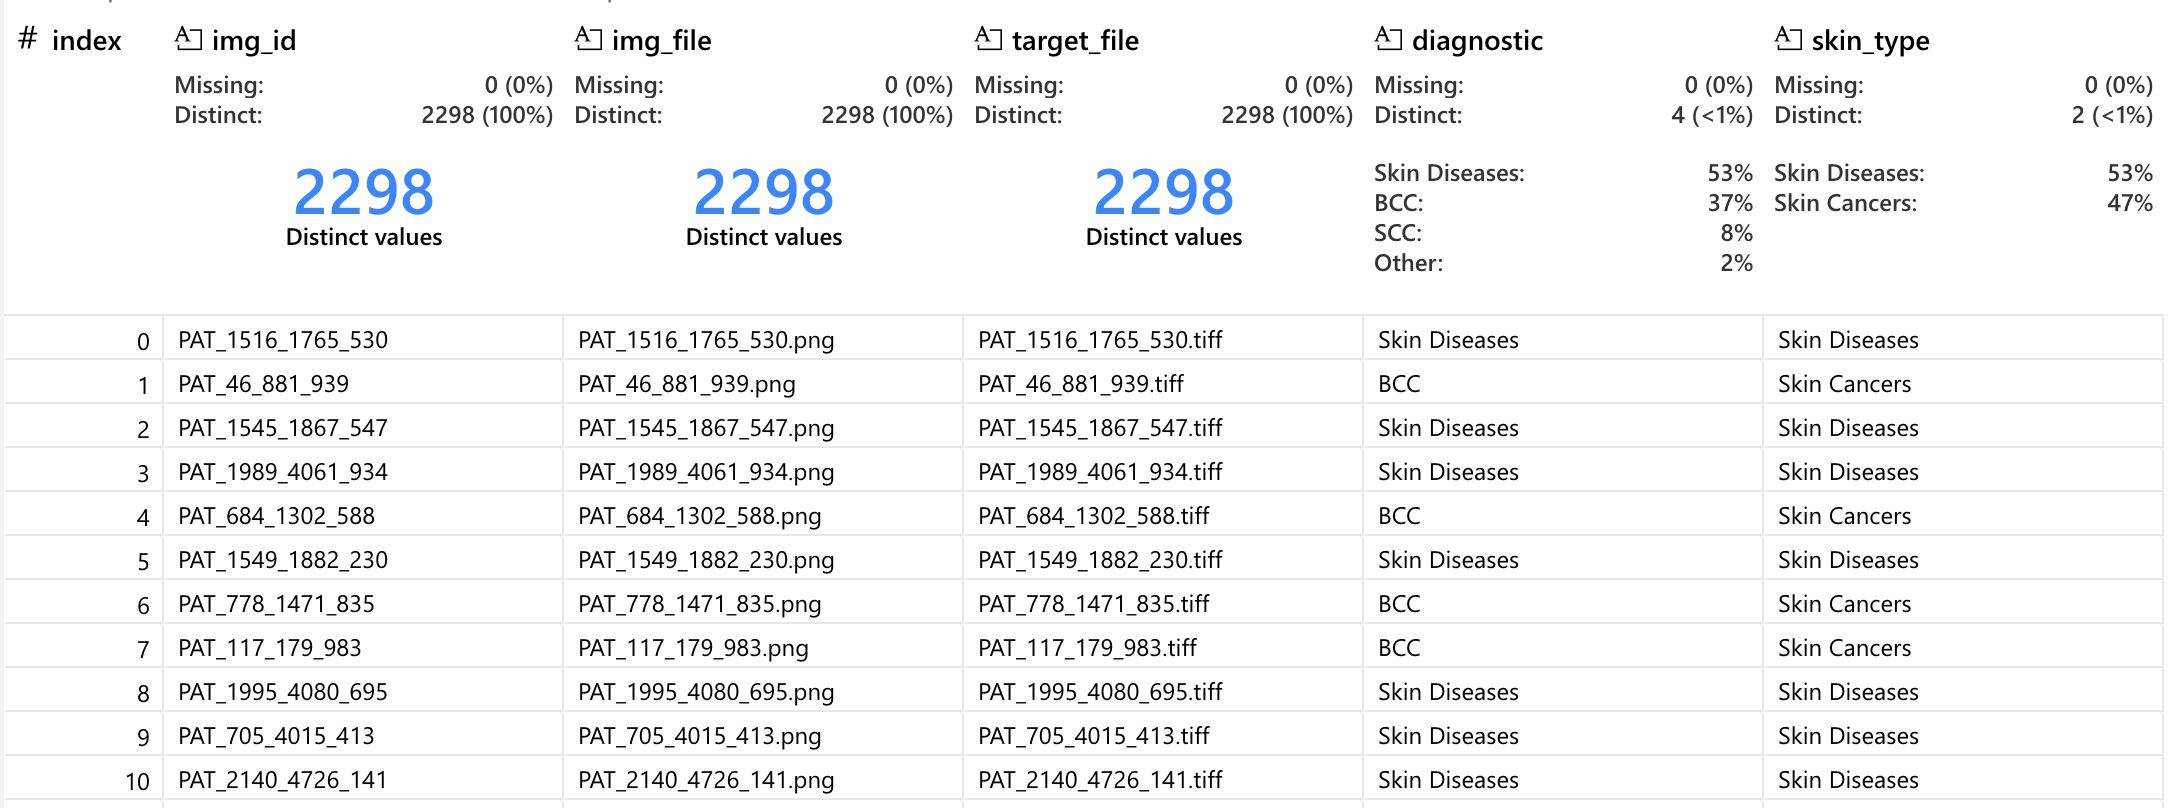 # index img_id img_file target_file diagnostic skin_type
Missing: 0 (0%) Missing: 0 (0%) Missing: 0 (0%) Missing: 0 (0%) Missing: 0 (0%)
Distinct: 2298 (100%) Distinct: 2298 (100%) Distinct: 2298 (100%) Distinct: 4 (<1%) Distinct: 2 (<1%)
2298 2298 2298 Skin Diseases: 53% Skin Diseases: 53%
Distinct values Distinct values Distinct values BCC: 37% Skin Cancers: 47%
SCC: 8%
Other: 2%
0 PAT_1516_1765_530 PAT_1516_1765_530.png PAT_1516_1765_530.tiff Skin Diseases Skin Diseases
1 PAT_46_881_939 PAT_46_881_939.png PAT_46_881_939.tiff BCC Skin Cancers
2 PAT_1545_1867_547 PAT_1545_1867_547.png PAT_1545_1867_547.tiff Skin Diseases Skin Diseases
3 PAT_1989_4061_934 PAT_1989_4061_934.png PAT_1989_4061_934.tiff Skin Diseases Skin Diseases
4 PAT_684_1302_588 PAT_684_1302_588.png PAT_684_1302_588.tiff BCC Skin Cancers
5 PAT_1549_1882_230 PAT_1549_1882_230.png PAT_1549_1882_230.tiff Skin Diseases Skin Diseases
6 PAT_778_1471_835 PAT_778_1471_835.png PAT_778_1471_835.tiff BCC Skin Cancers
7 PAT_117_179_983 PAT_117_179_983.png PAT_117_179_983.tiff BCC Skin Cancers
8 PAT_1995_4080_695 PAT_1995_4080_695.png PAT_1995_4080_695.tiff Skin Diseases Skin Diseases
9 PAT_705_4015_413 PAT_705_4015_413.png PAT_705_4015_413.tiff Skin Diseases Skin Diseases
10 PAT_2140_4726_141 PAT_2140_4726_141.png PAT_2140_4726_141.tiff Skin Diseases Skin Diseases